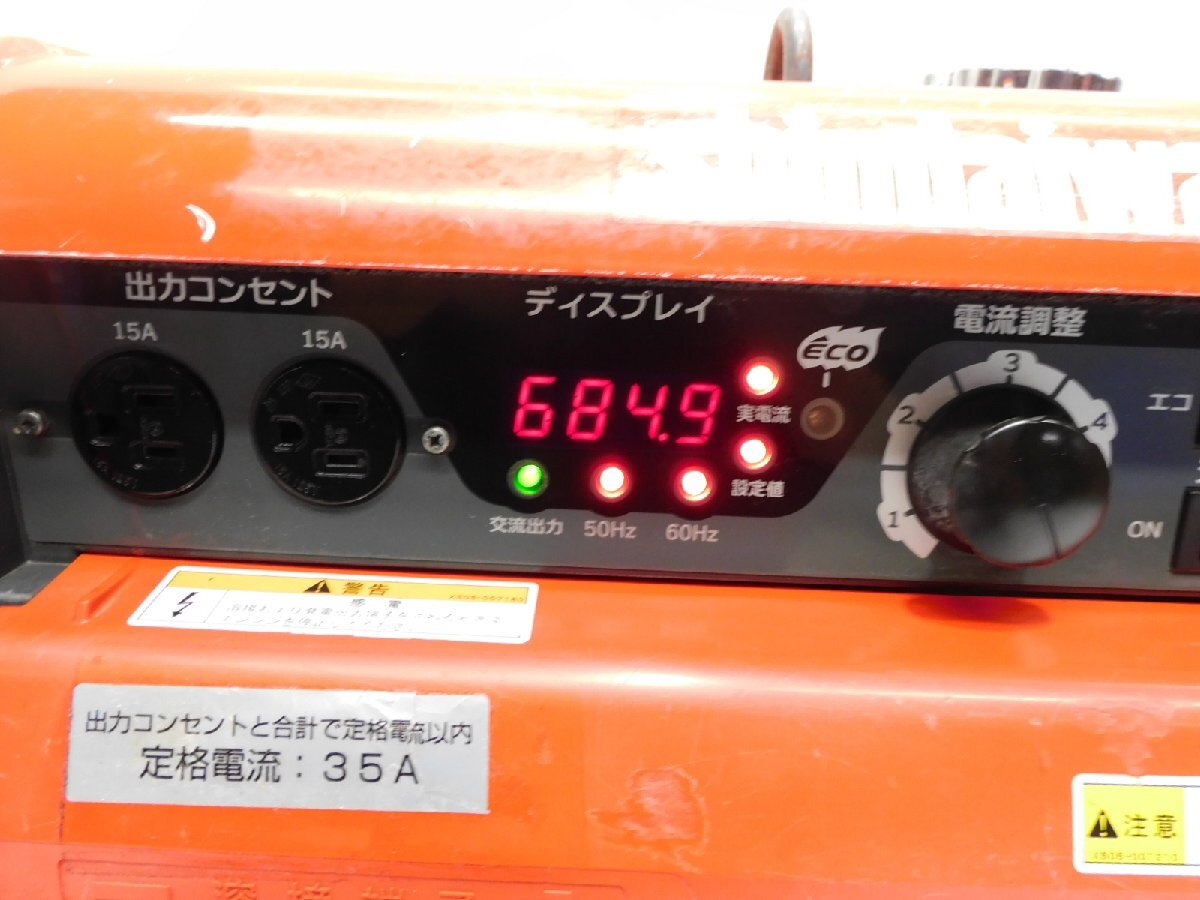 出力コンセント
15A
15A
ディスプレイ
684.9
実電流
設定値
交流出力
50Hz
60Hz
ECO
電流調整
1
2
3
4
エコ
ON
警告
感電
出力コンセントと合計で定格電流以内
定格電流：35A
注意